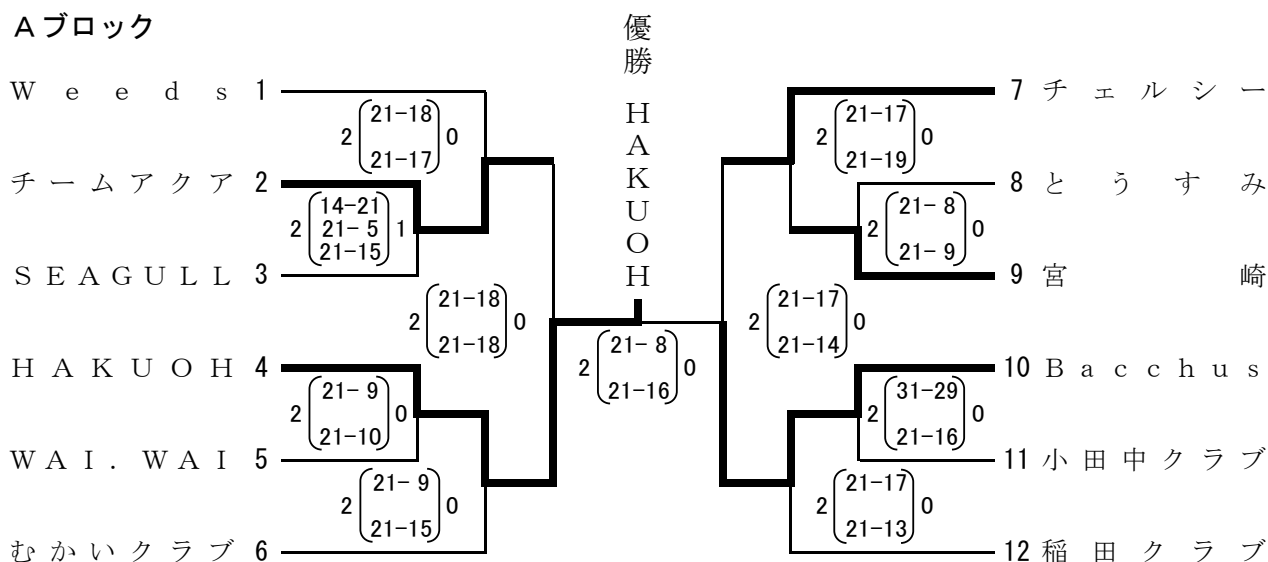 Aブロック
優勝 HAKUOH
Weeds 1
2 21-18 0
21-17
チームアクア 2
2 14-21 1
21- 5
21-15
SEAGULL 3
2 21-18 0
21-18
HAKUOH 4
2 21- 9 0
21-10
WAI.WAI 5
2 21- 9 0
21-15
むかいクラブ 6
2 21- 8 0
21-16
7 チェルシー
2 21-17 0
21-19
8 とうすみ
2 21- 8 0
21- 9
9 宮崎
2 21-17 0
21-14
10 Bacchus
2 31-29 0
21-16
11 小田中クラブ
2 21-17 0
21-13
12 稲田クラブ